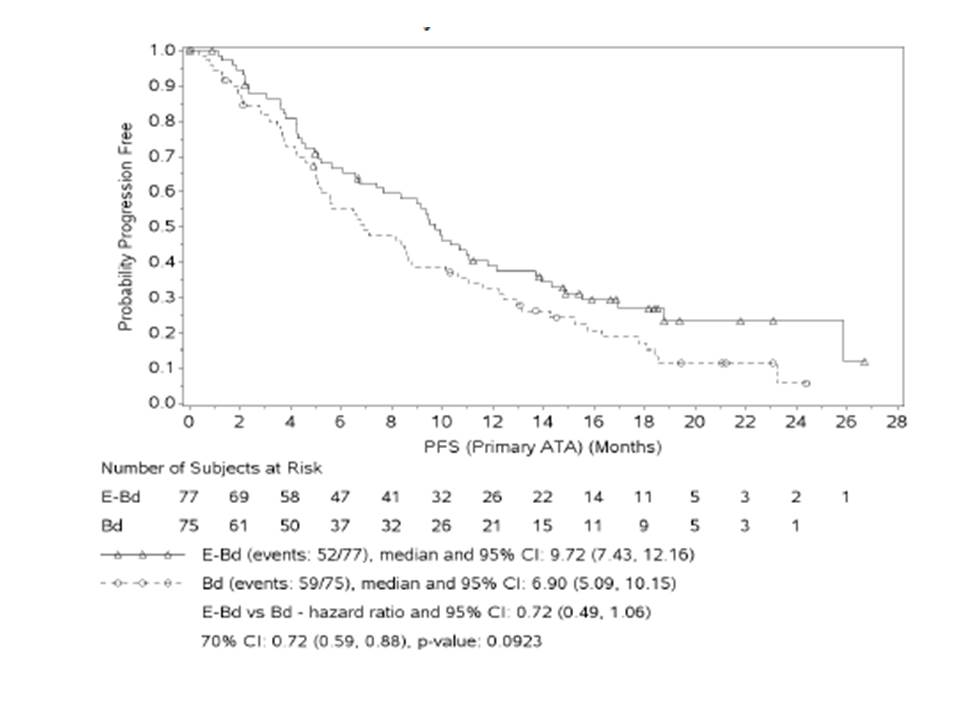 1.0
0.9
0.8
0.7
0.6
0.5
0.4
0.3
0.2
0.1
0.0
Probability Progression Free
0 2 4 6 8 10 12 14 16 18 20 22 24 26 28
PFS (Primary ATA) (Months)
Number of Subjects at Risk
E-Bd 77 69 58 47 41 32 26 22 14 11 5 3 2 1
Bd 75 61 50 37 32 26 21 15 11 9 5 3 1
E-Bd (events: 52/77), median and 95% CI: 9.72 (7.43, 12.16)
Bd (events: 59/75), median and 95% CI: 6.90 (5.09, 10.15)
E-Bd vs Bd - hazard ratio and 95% CI: 0.72 (0.49, 1.06)
70% CI: 0.72 (0.59, 0.88), p-value: 0.0923